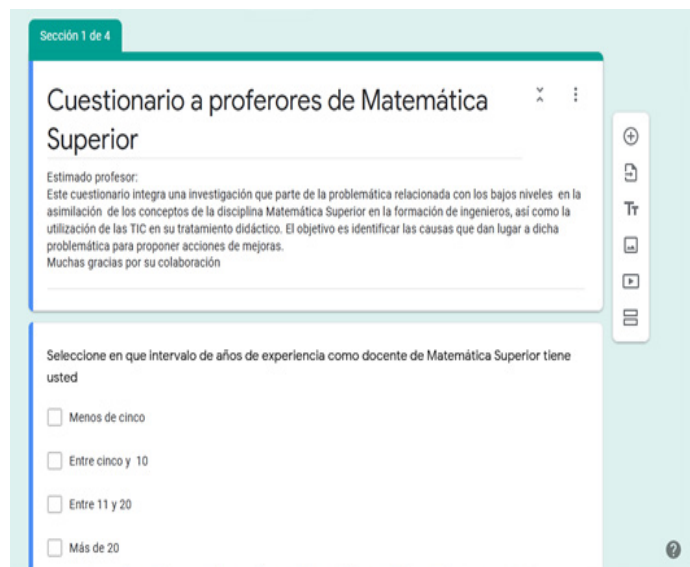 Sección 1 de 4
Cuestionario a proferores de Matemática
Superior
Estimado profesor:
Este cuestionario integra una investigación que parte de la problemática relacionada con los bajos niveles en la
asimilación de los conceptos de la disciplina Matemática Superior en la formación de ingenieros, así como la
utilización de las TIC en su tratamiento didáctico. El objetivo es identificar las causas que dan lugar a dicha
problemática para proponer acciones de mejoras.
Muchas gracias por su colaboración
Seleccione en que intervalo de años de experiencia como docente de Matemática Superior tiene
usted
Menos de cinco
Entre cinco y 10
Entre 11 y 20
Más de 20